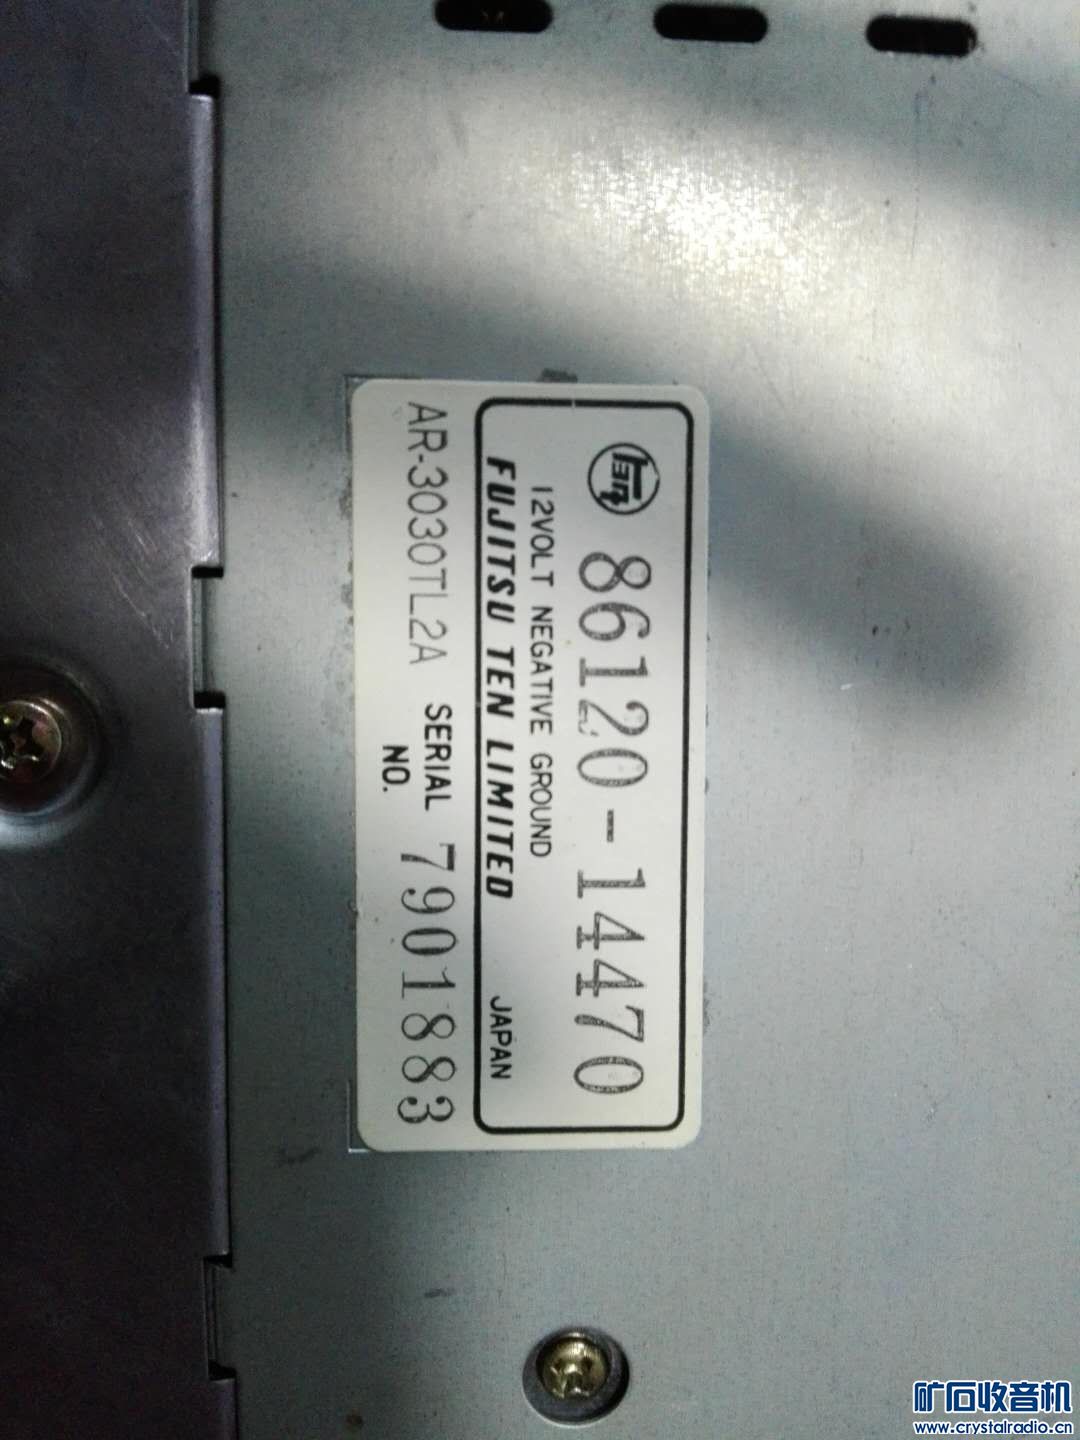 TEQ 86120-14470
12VOLT NEGATIVE GROUND
FUJITSU TEN LIMITED JAPAN
AR-3030TL2A SERIAL NO. 7901883
矿石收音机
www.crystalradio.cn